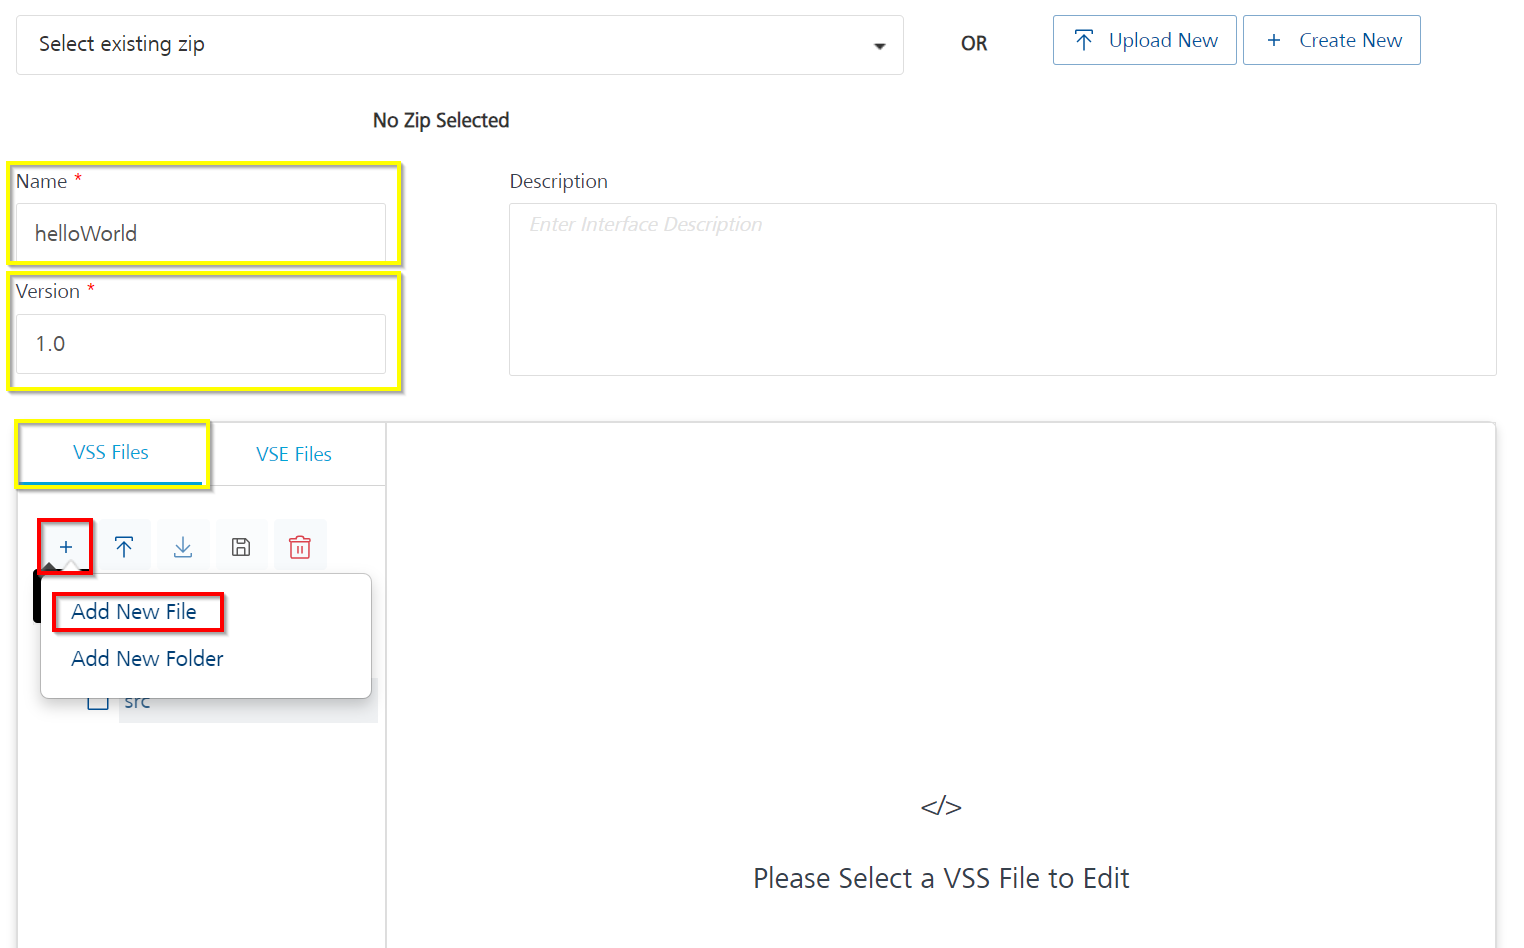 Select existing zip
OR
Upload New
+ Create New
No Zip Selected
Name *
helloWorld
Version *
1.0
Description
Enter Interface Description
VSS Files
VSE Files
+
Add New File
Add New Folder
src
</>
Please Select a VSS File to Edit